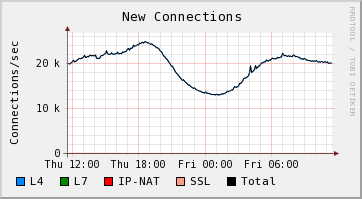 New Connections
RRDTOOL / TOBI OETIKER
Connections/sec
20 k
10 k
0
Thu 12:00 Thu 18:00 Fri 00:00 Fri 06:00
L4 L7 IP-NAT SSL Total